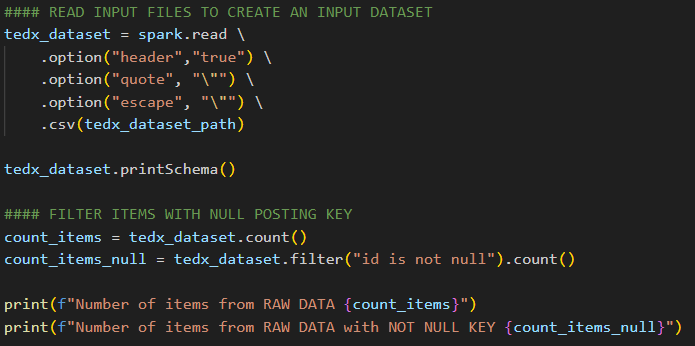 #### READ INPUT FILES TO CREATE AN INPUT DATASET
tedx_dataset = spark.read \
    .option("header","true") \
    .option("quote", "\"") \
    .option("escape", "\"") \
    .csv(tedx_dataset_path)

tedx_dataset.printSchema()

#### FILTER ITEMS WITH NULL POSTING KEY
count_items = tedx_dataset.count()
count_items_null = tedx_dataset.filter("id is not null").count()

print(f"Number of items from RAW DATA {count_items}")
print(f"Number of items from RAW DATA with NOT NULL KEY {count_items_null}")